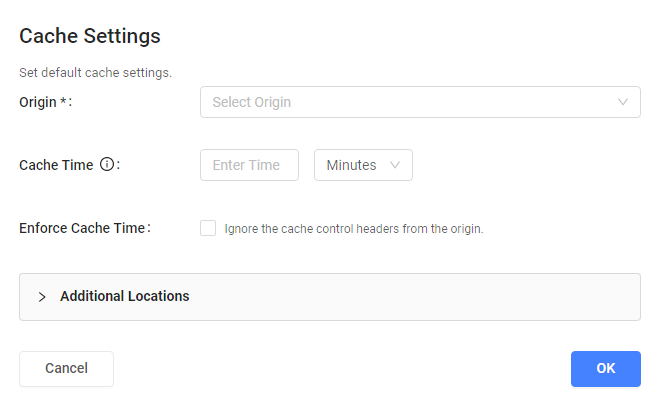 Cache Settings
Set default cache settings.
Origin *: Select Origin
Cache Time ⓘ: Enter Time Minutes
Enforce Cache Time: Ignore the cache control headers from the origin.
Additional Locations
Cancel OK